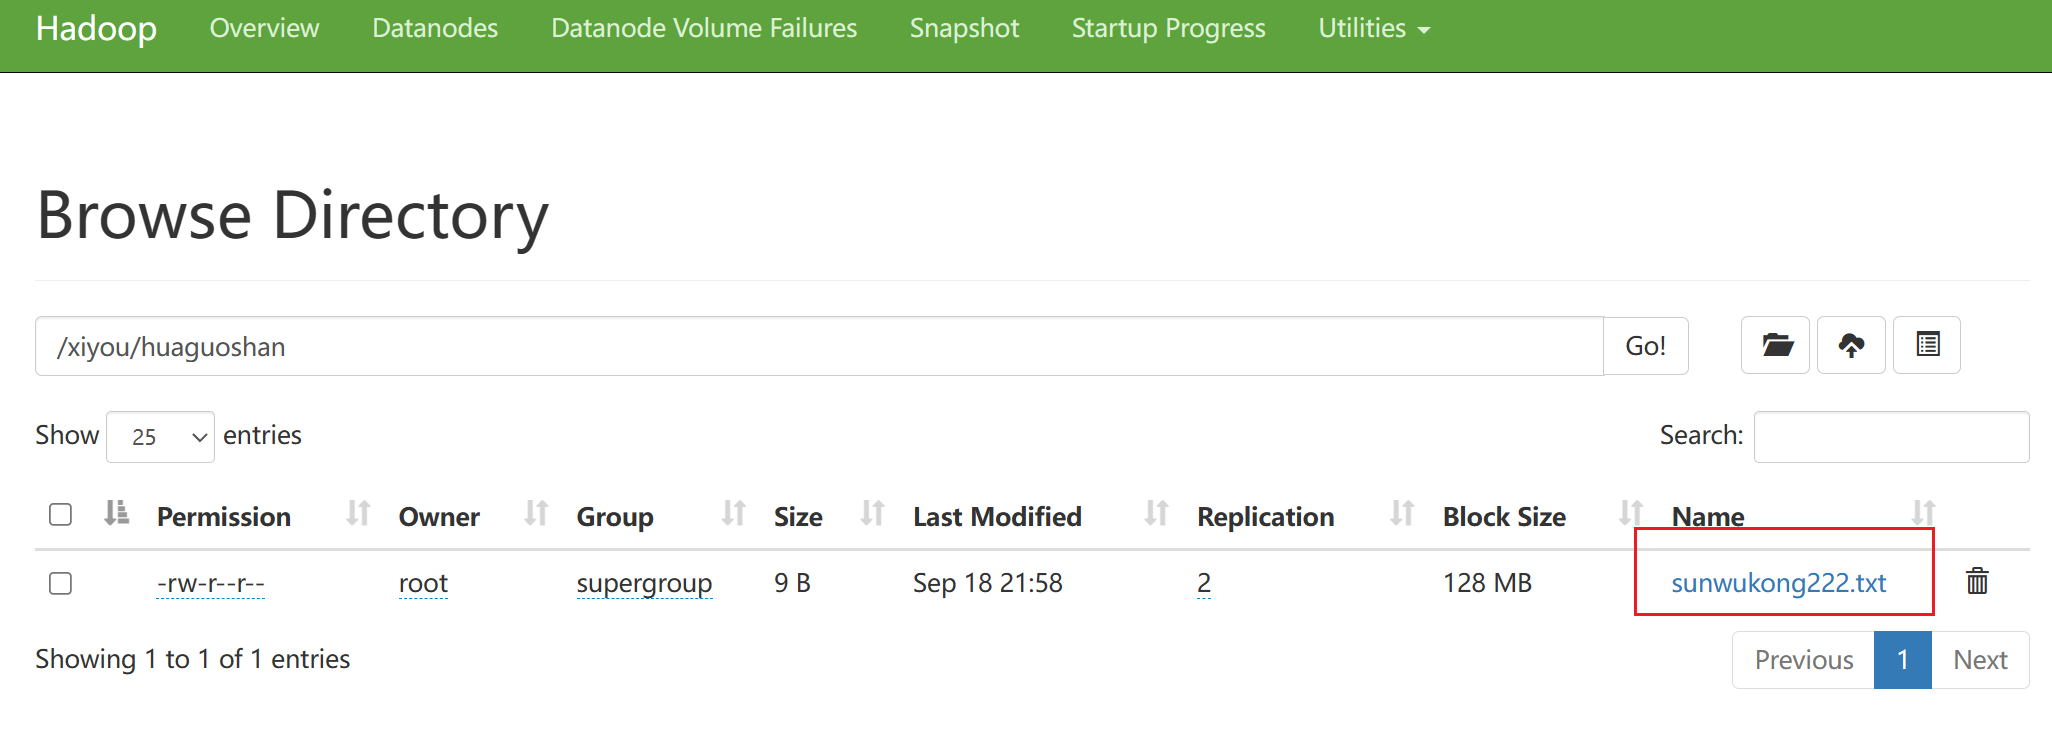 Hadoop Overview Datanodes Datanode Volume Failures Snapshot Startup Progress Utilities
Browse Directory
/xiyou/huaguoshan Go!
Show 25 entries Search:
Permission Owner Group Size Last Modified Replication Block Size Name
-rw-r--r-- root supergroup 9 B Sep 18 21:58 2 128 MB sunwukong222.txt
Showing 1 to 1 of 1 entries Previous 1 Next